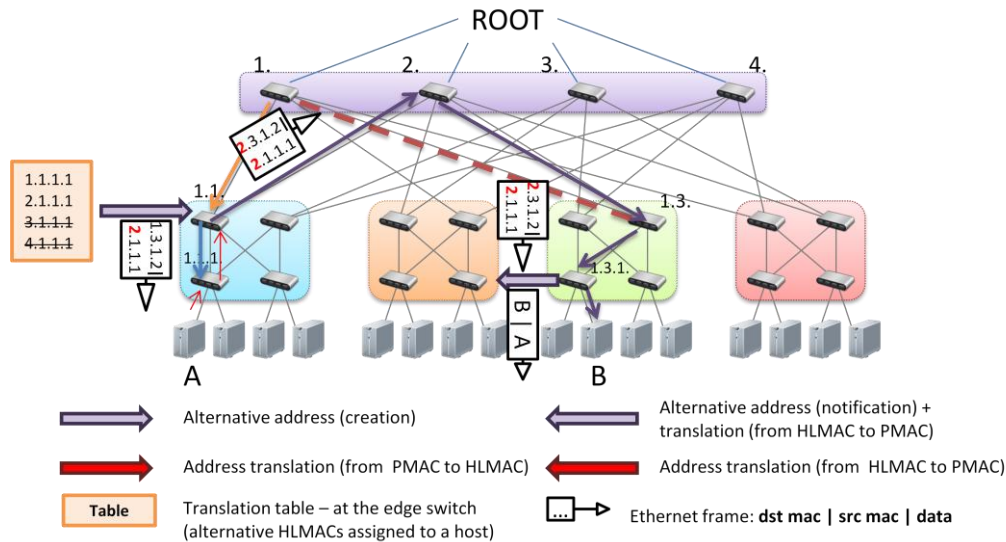 ROOT
1.
2.
3.
4.
2.3.1.2|
2.1.1.1
1.1.1.1
2.1.1.1
3.1.1.1
4.1.1.1
1.1.
1.3.1.2|
2.1.1.1
1.1.1.
2.3.1.2|
2.1.1.1
1.3.
1.3.1.
B | A
A
B
Alternative address (creation)
Alternative address (notification) +
translation (from HLMAC to PMAC)
Address translation (from PMAC to HLMAC)
Address translation (from HLMAC to PMAC)
Table
Translation table – at the edge switch
(alternative HLMACs assigned to a host)
...
Ethernet frame: dst mac | src mac | data